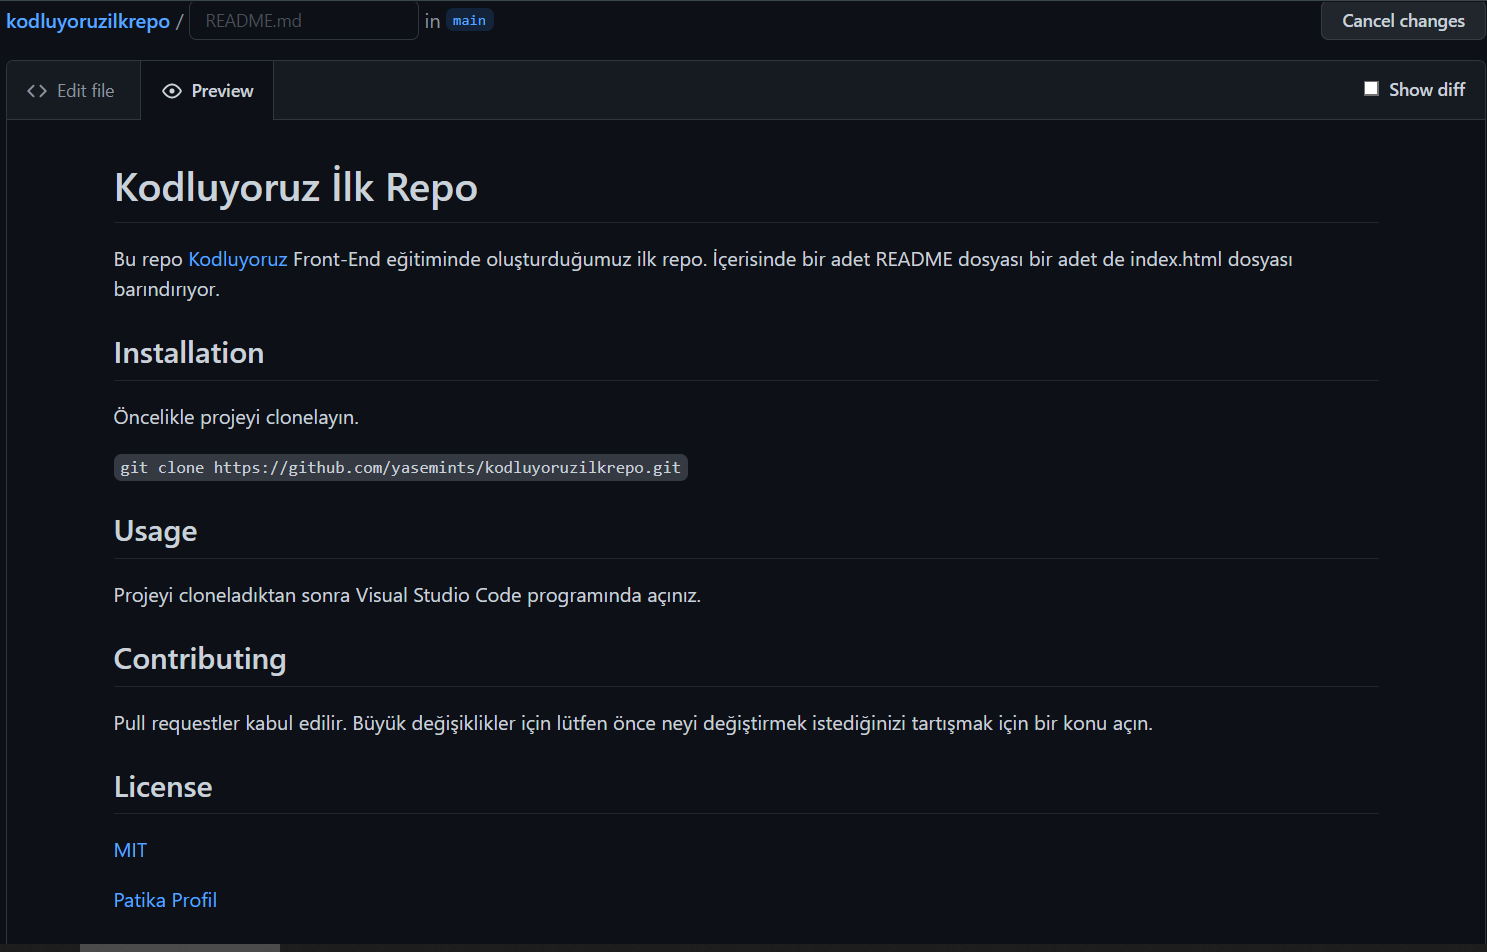 kodluyoruzilkrepo / README.md in main Cancel changes
<> Edit file Preview Show diff
Kodluyoruz İlk Repo
Bu repo Kodluyoruz Front-End eğitiminde oluşturduğumuz ilk repo. İçerisinde bir adet README dosyası bir adet de index.html dosyası
barındırıyor.
Installation
Öncelikle projeyi clonelayın.
git clone https://github.com/yasemints/kodluyoruzilkrepo.git
Usage
Projeyi cloneladıktan sonra Visual Studio Code programında açınız.
Contributing
Pull requestler kabul edilir. Büyük değişiklikler için lütfen önce neyi değiştirmek istediğinizi tartışmak için bir konu açın.
License
MIT
Patika Profil